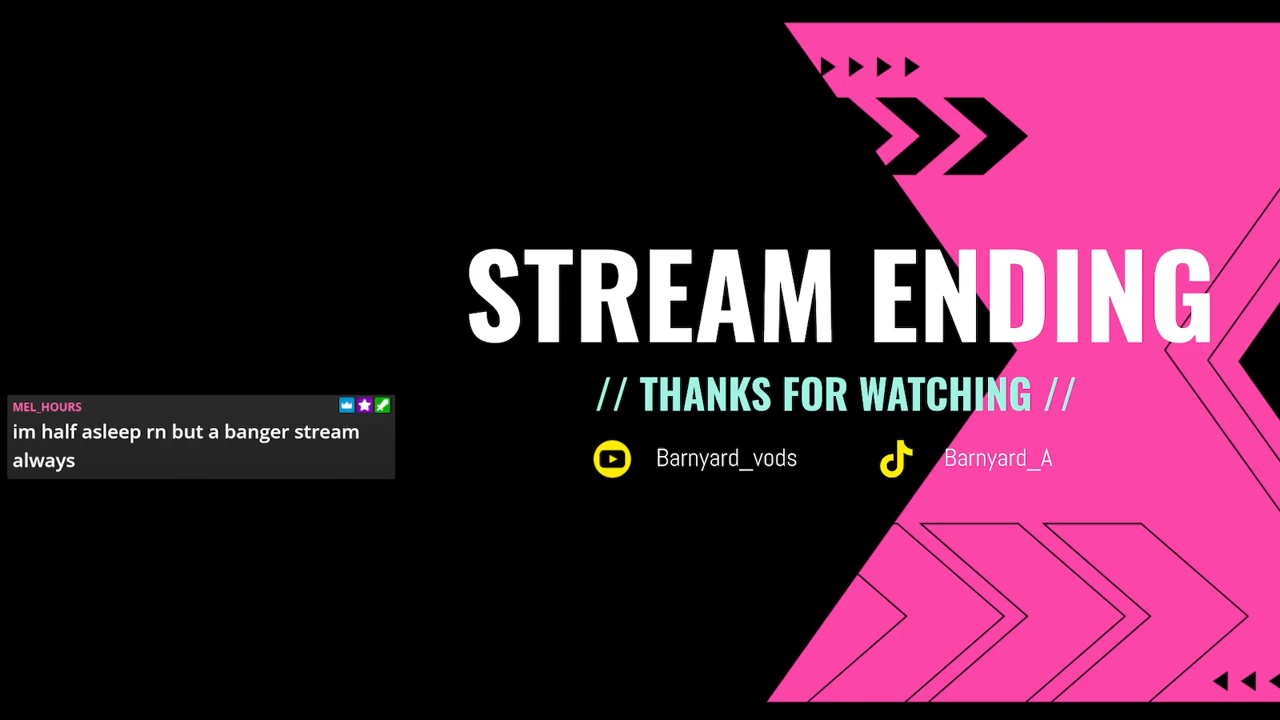 STREAM ENDING
// THANKS FOR WATCHING //
Barnyard_vods
Barnyard_A
MEL_HOURS
im half asleep rn but a banger stream
always